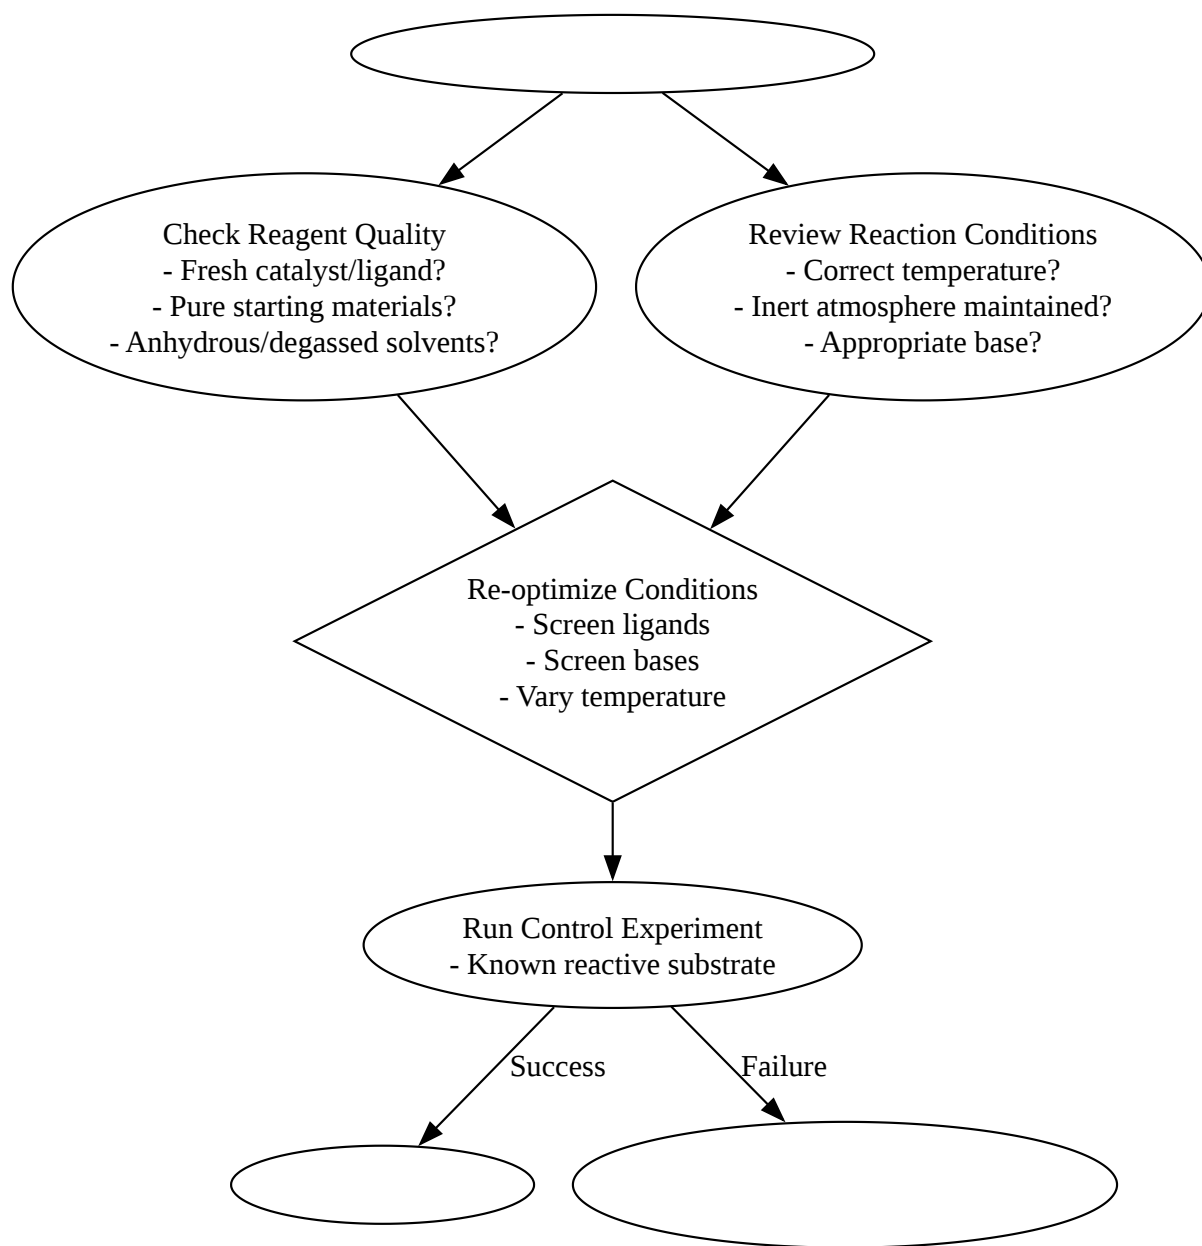 Check Reagent Quality
- Fresh catalyst/ligand?
- Pure starting materials?
- Anhydrous/degassed solvents?
Review Reaction Conditions
- Correct temperature?
- Inert atmosphere maintained?
- Appropriate base?
Re-optimize Conditions
- Screen ligands
- Screen bases
- Vary temperature
Run Control Experiment
- Known reactive substrate
Success
Failure